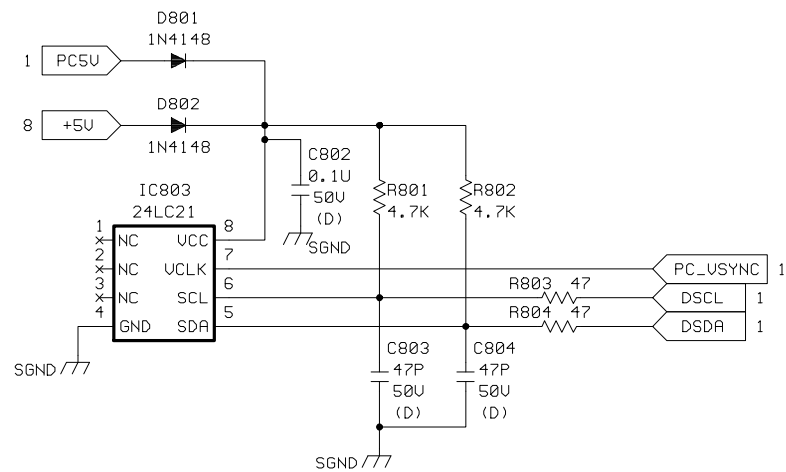 D801
1N4148
1 PC5V
D802
8 +5V
1N4148
C802
0.1U
50V
(D)
SGND
R801
4.7K
R802
4.7K
IC803
24LC21
1 NC VCC 8
2 NC VCLK 7
3 NC SCL 6
4 GND SDA 5
PC_VSYNC 1
R803 47
DSCL 1
R804 47
DSDA 1
SGND
C803
47P
50V
(D)
C804
47P
50V
(D)
SGND